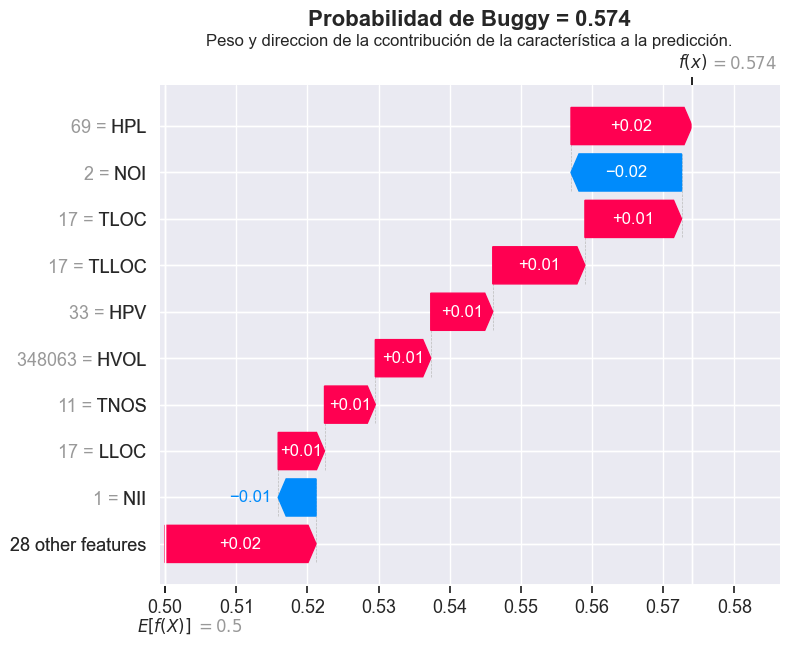 Probabilidad de Buggy = 0.574
Peso y direccion de la ccontribución de la característica a la predicción.
f(x) = 0.574
69 = HPL
+0.02
2 = NOI
−0.02
17 = TLOC
+0.01
17 = TLLOC
+0.01
33 = HPV
+0.01
348063 = HVOL
+0.01
11 = TNOS
+0.01
17 = LLOC
+0.01
1 = NII
−0.01
28 other features
+0.02
0.50 0.51 0.52 0.53 0.54 0.55 0.56 0.57 0.58
E[f(X)] = 0.5